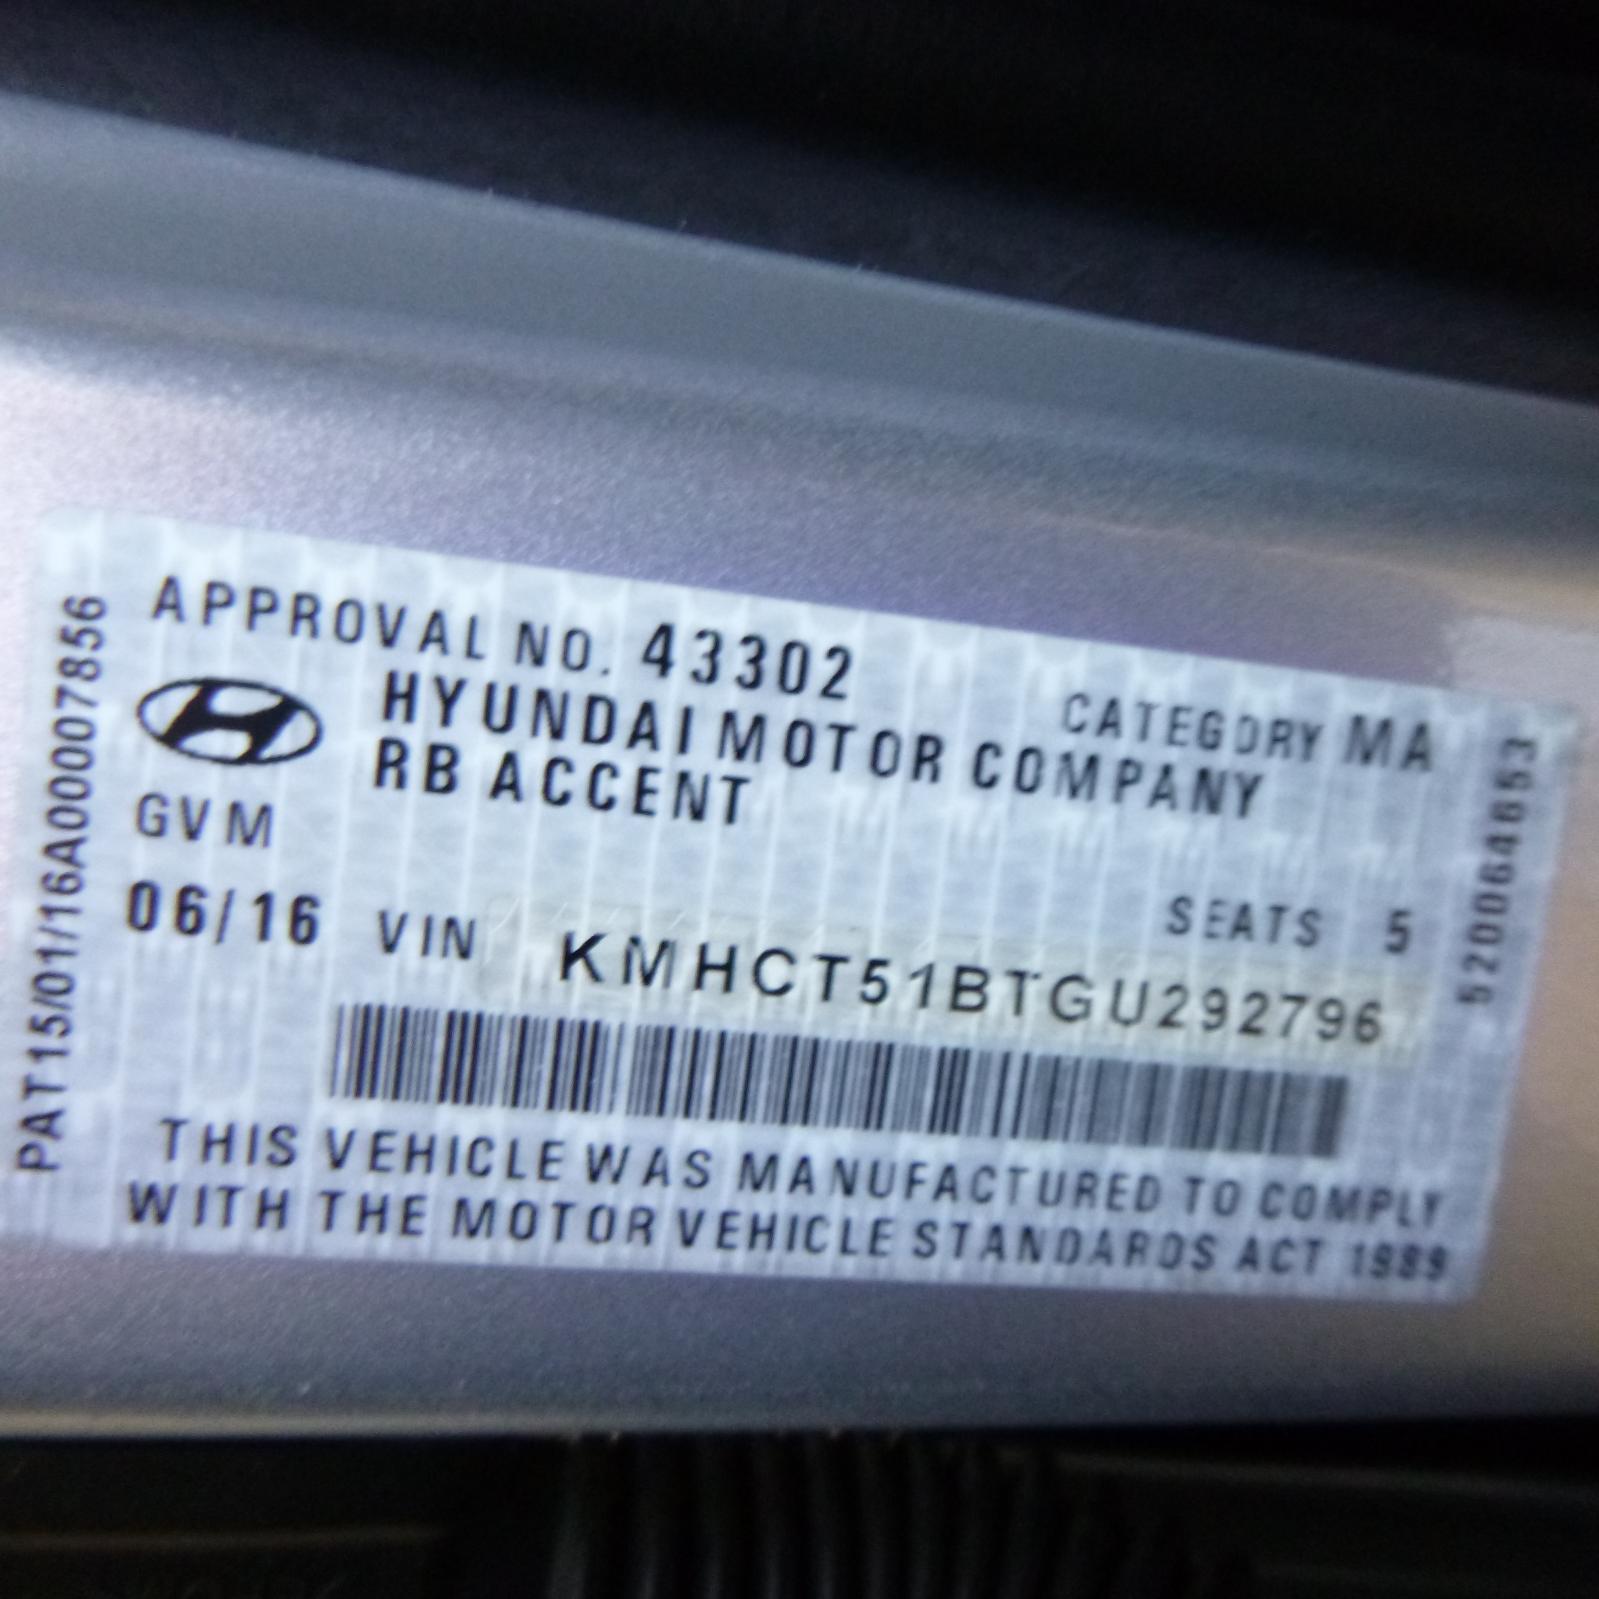 APPROVAL NO. 43302
CATEGORY MA
HYUNDAI MOTOR COMPANY
RB ACCENT
GVM
SEATS 5
06/16 VIN KMHCT51BTGU292796
THIS VEHICLE WAS MANUFACTURED TO COMPLY
WITH THE MOTOR VEHICLE STANDARDS ACT 1989
PAT15/01/16A00007856